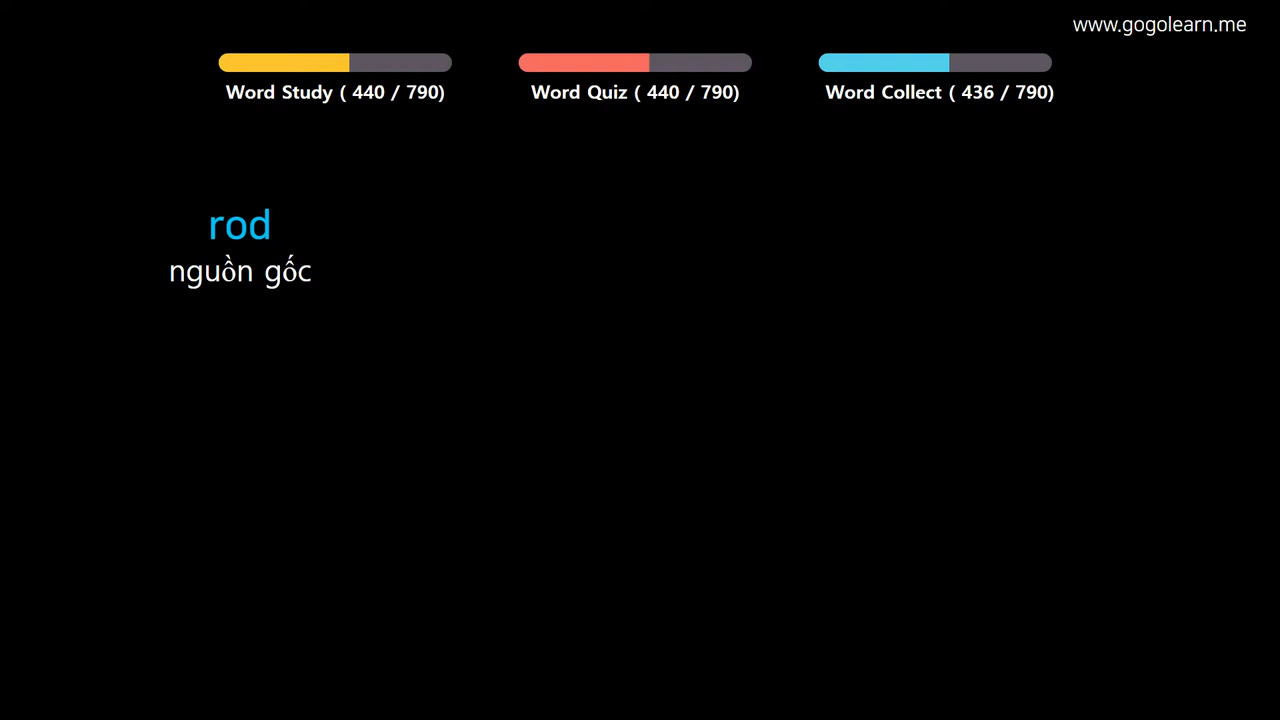 www.gogolearn.me
Word Study ( 440 / 790)
Word Quiz ( 440 / 790)
Word Collect ( 436 / 790)
rod
nguồn gốc